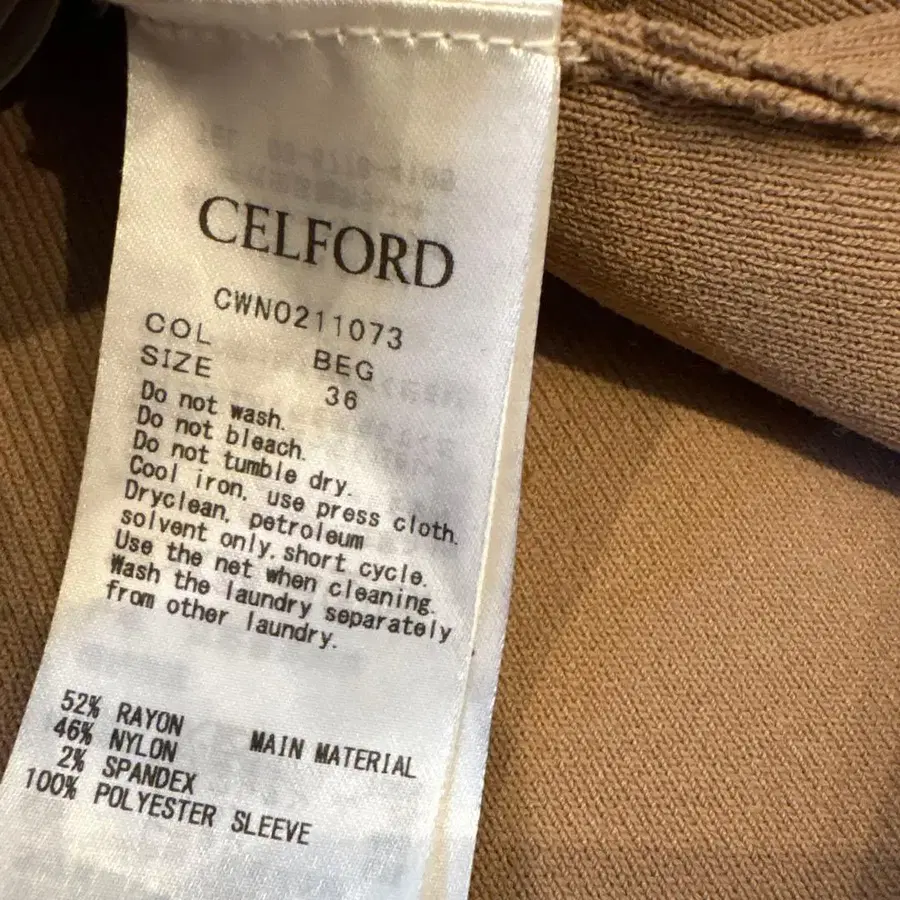 CELFORD
CWNO211073
COL BEG
SIZE 36
Do not wash.
Do not bleach.
Do not tumble dry.
Cool iron, use press cloth.
Dryclean, petroleum
solvent only. short cycle.
Use the net when cleaning.
Wash the laundry separately
from other laundry.
52% RAYON
46% NYLON MAIN MATERIAL
2% SPANDEX
100% POLYESTER SLEEVE